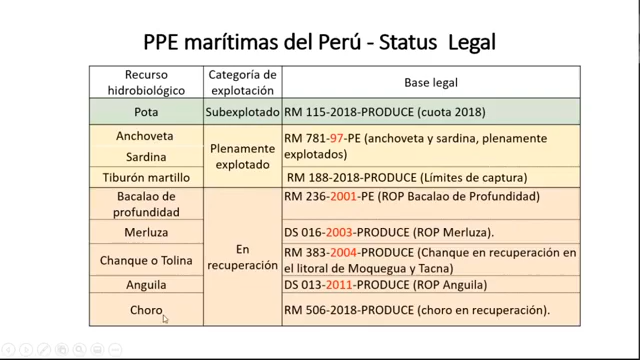 PPE marítimas del Perú - Status Legal
Recurso hidrobiológico
Categoría de explotación
Base legal
Pota
Subexplotado
RM 115-2018-PRODUCE (cuota 2018)
Anchoveta
Sardina
Plenamente explotado
RM 781-97-PE (anchoveta y sardina, plenamente
explotados)
Tiburón martillo
RM 188-2018-PRODUCE (Límites de captura)
Bacalao de
profundidad
RM 236-2001-PE (ROP Bacalao de Profundidad)
Merluza
En recuperación
DS 016-2003-PRODUCE (ROP Merluza).
Chanque o Tolina
RM 383-2004-PRODUCE (Chanque en recuperación en
el litoral de Moquegua y Tacna)
Anguila
DS 013-2011-PRODUCE (ROP Anguila)
Choro
RM 506-2018-PRODUCE (choro en recuperación).